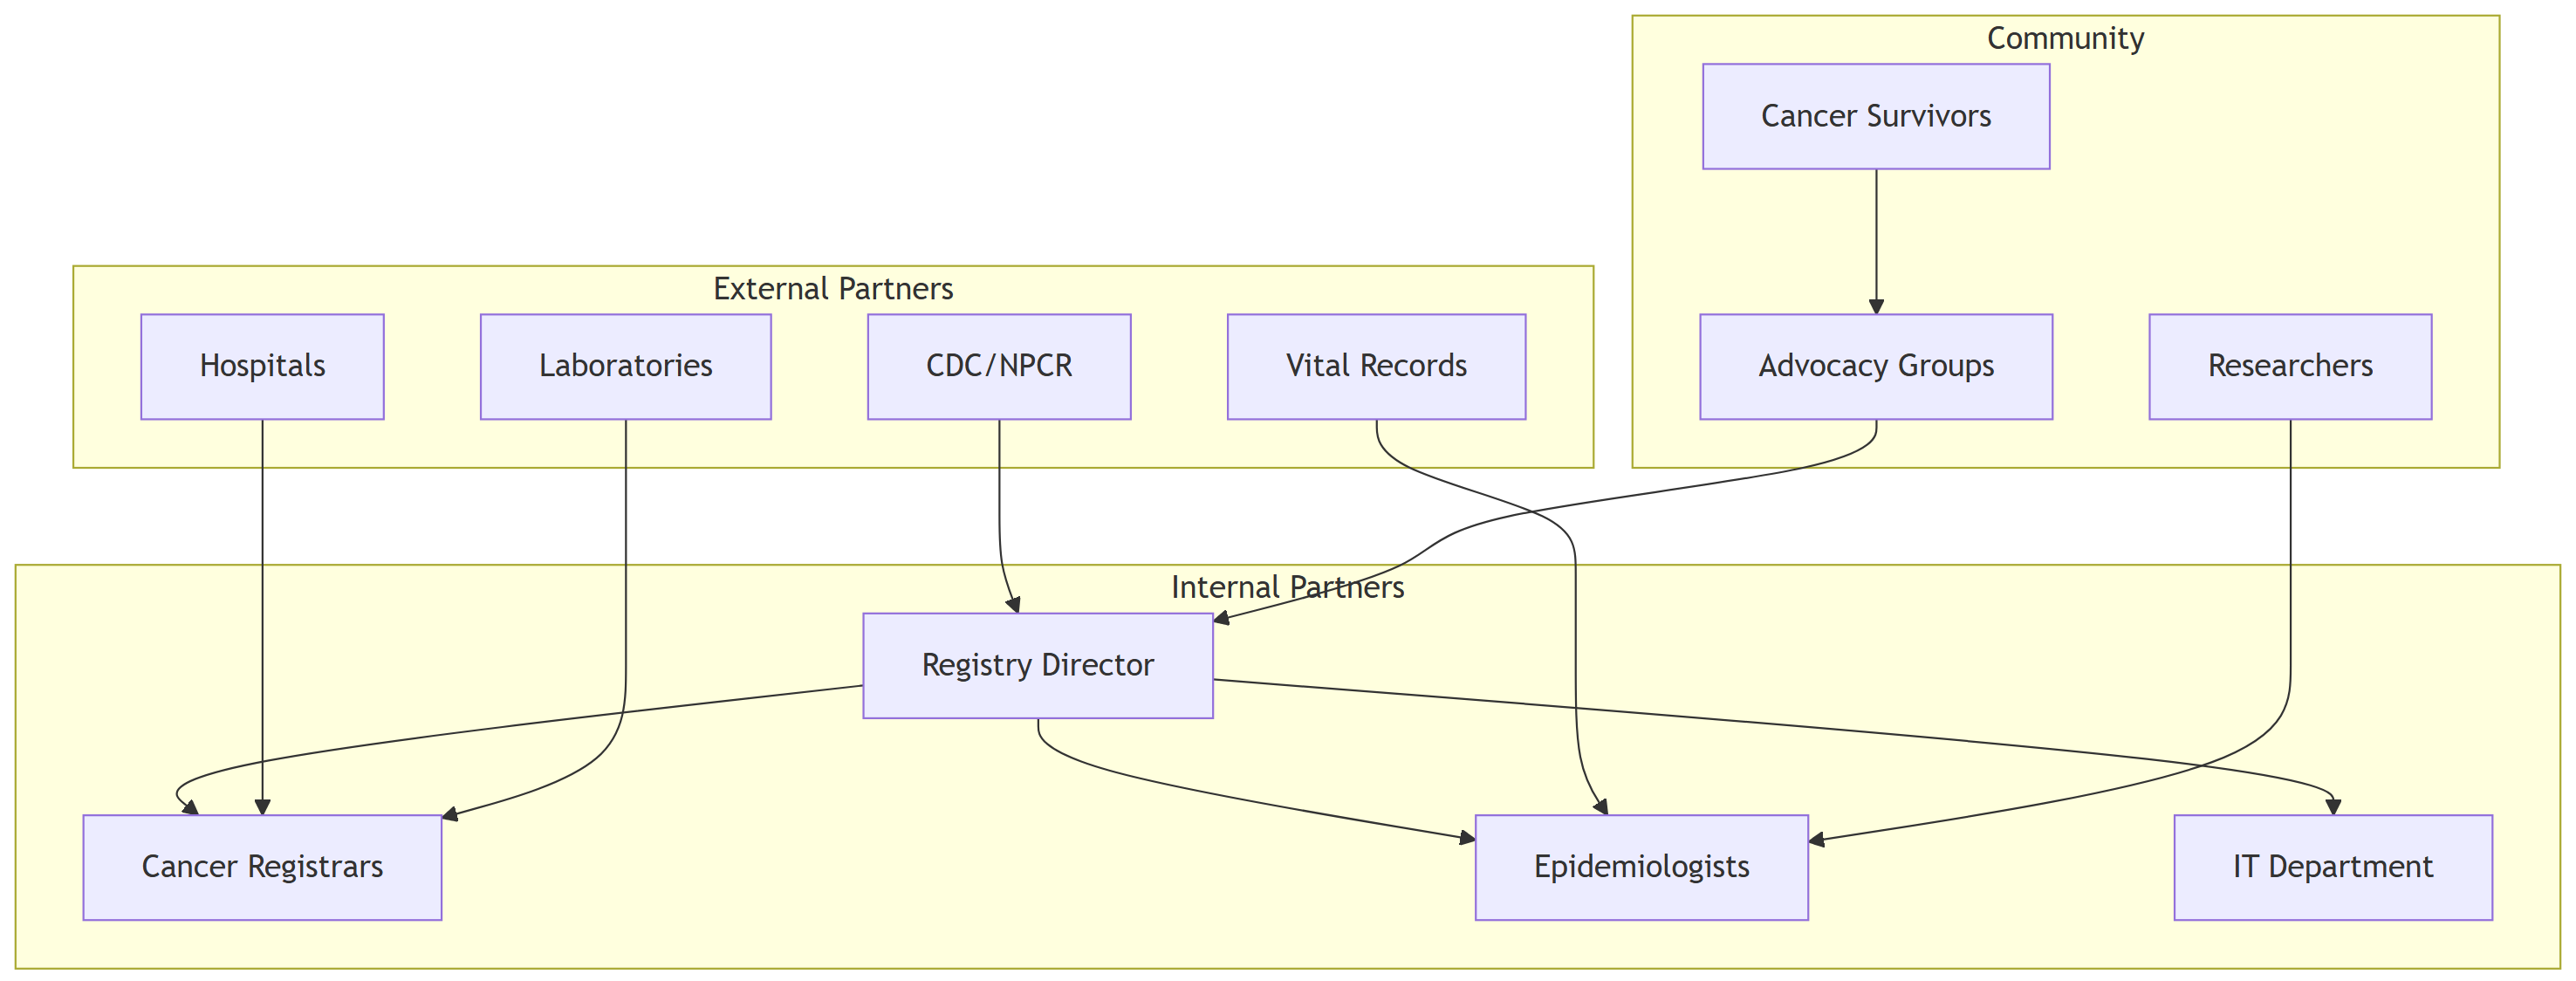 Community
Cancer Survivors
External Partners
Hospitals
Laboratories
CDC/NPCR
Vital Records
Advocacy Groups
Researchers
Internal Partners
Registry Director
Cancer Registrars
Epidemiologists
IT Department